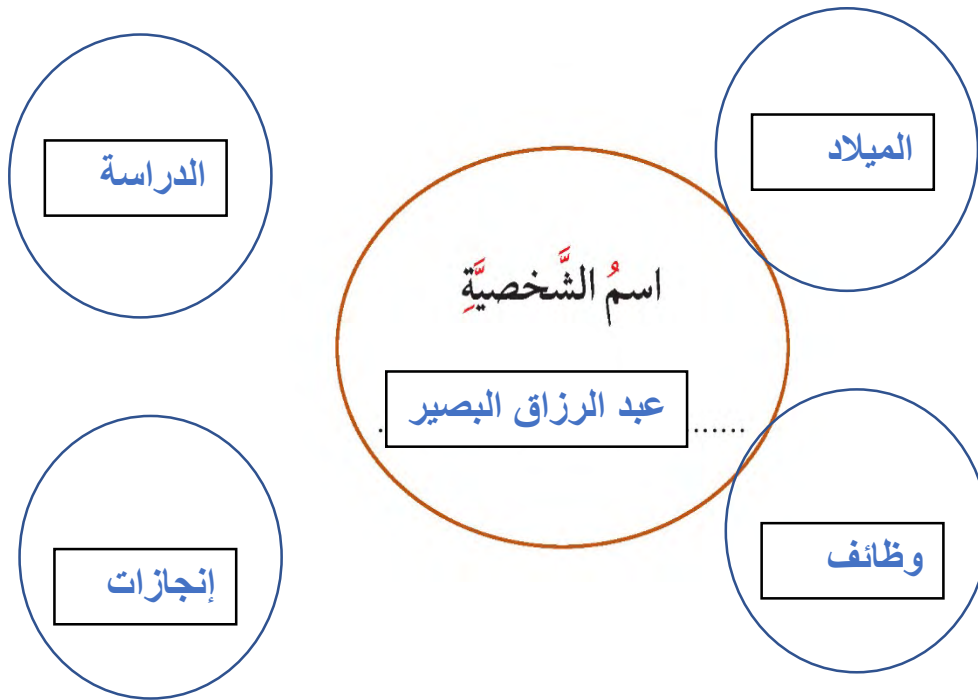 الميلاد
الدراسة
اسمُ الشَّخصيَّةِ
عبد الرزاق البصير ......
وظائف
إنجازات